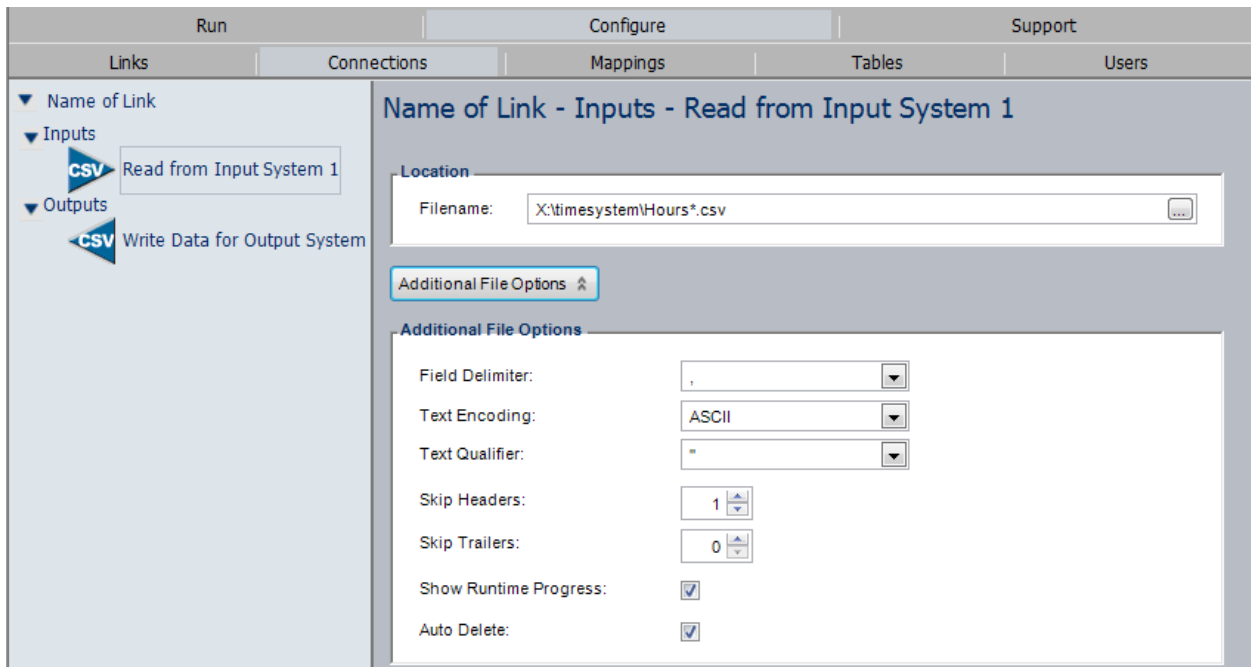 Run Configure Support
Links Connections Mappings Tables Users
Name of Link
Inputs
CSV Read from Input System 1
Outputs
CSV Write Data for Output System
Name of Link - Inputs - Read from Input System 1
Location
Filename: X:\timesystem\Hours*.csv ...
Additional File Options
Additional File Options
Field Delimiter: ,
Text Encoding: ASCII
Text Qualifier: "
Skip Headers: 1
Skip Trailers: 0
Show Runtime Progress:
Auto Delete: